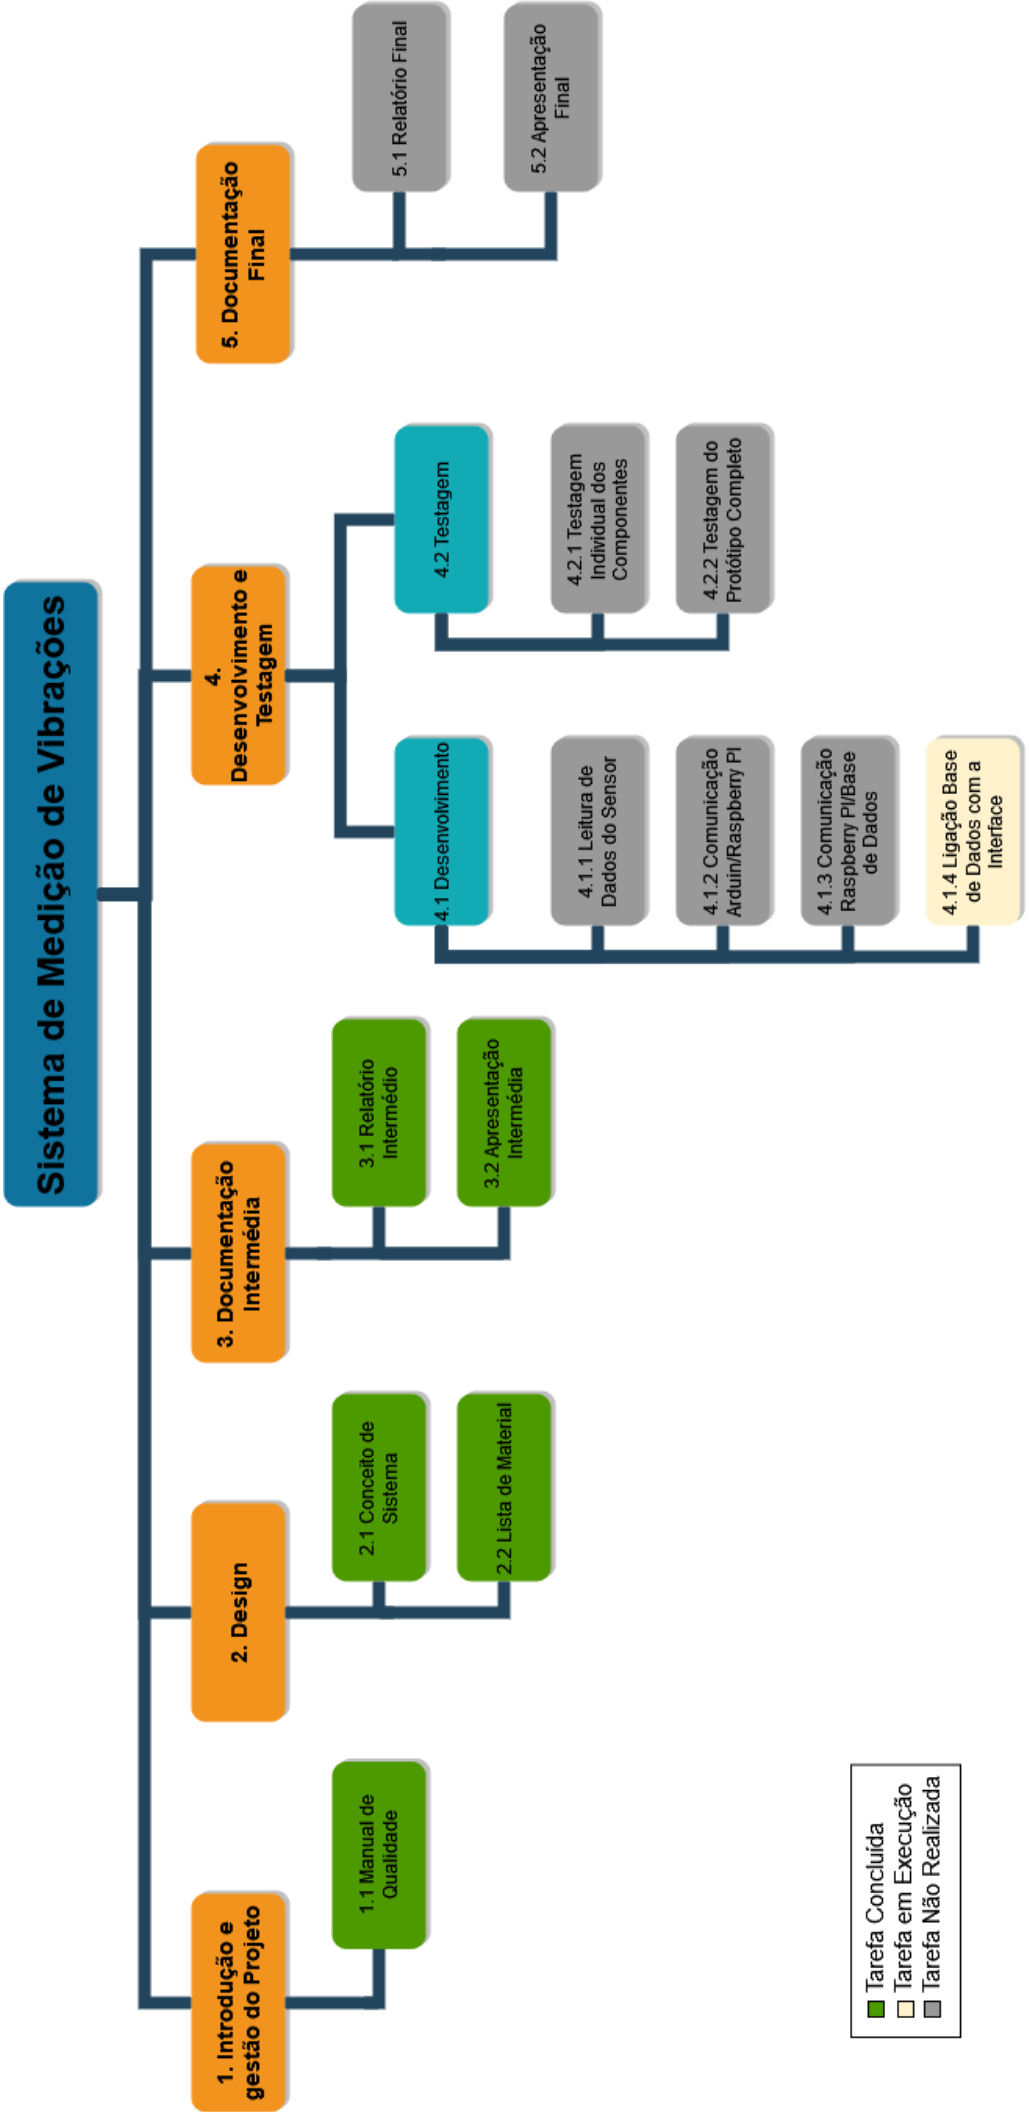 Sistema de Medição de Vibrações
1. Introdução e
gestão do Projeto
1.1 Manual de
Qualidade
2. Design
2.1 Conceito de
Sistema
2.2 Lista de Material
3. Documentação
Intermédia
3.1 Relatório
Intermédio
3.2 Apresentação
Intermédia
4.
Desenvolvimento e
Testagem
4.1 Desenvolvimento
4.1.1 Leitura de
Dados do Sensor
4.1.2 Comunicação
Arduin/Raspberry PI
4.1.3 Comunicação
Raspberry PI/Base
de Dados
4.1.4 Ligação Base
de Dados com a
Interface
4.2 Testagem
4.2.1 Testagem
Individual dos
Componentes
4.2.2 Testagem do
Protótipo Completo
5. Documentação
Final
5.1 Relatório Final
5.2 Apresentação
Final
Tarefa Concluída
Tarefa em Execução
Tarefa Não Realizada